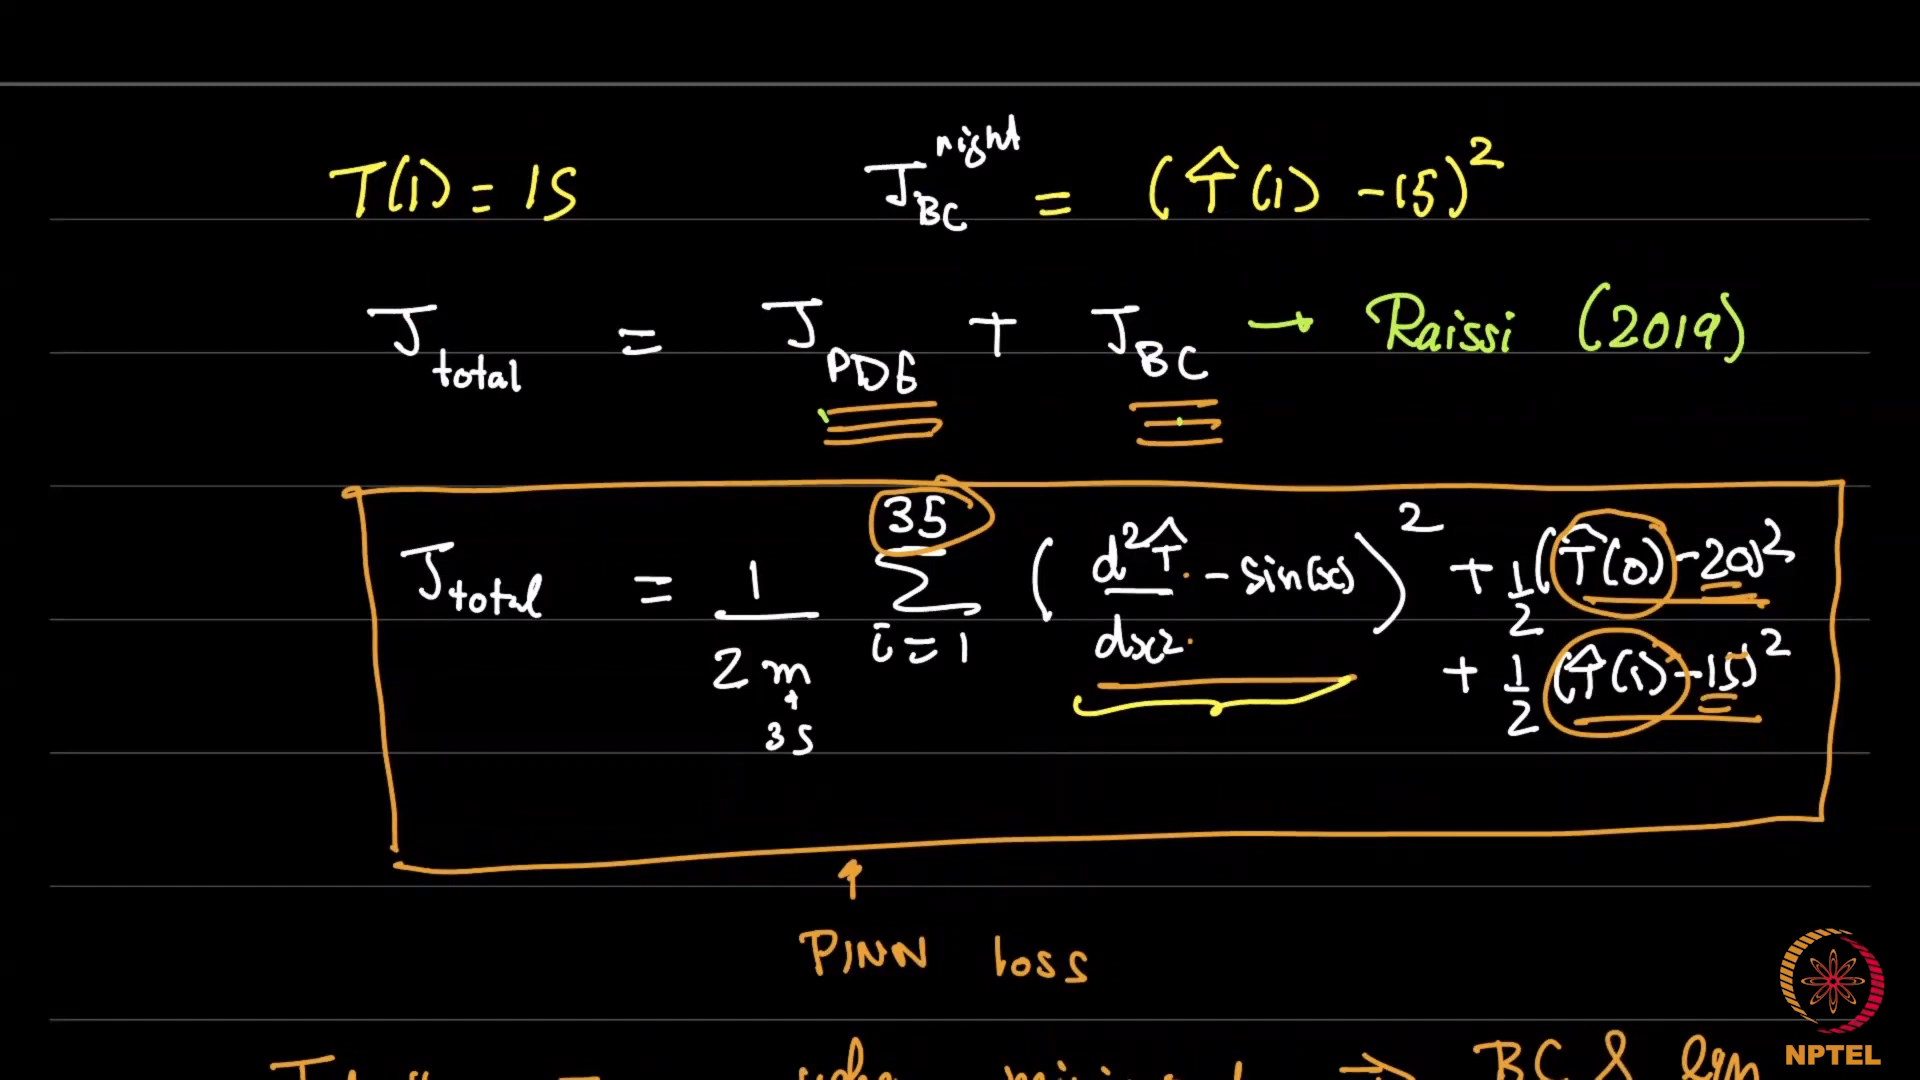 T(1) = 15 J_BC^right = (T̂(1) - 15)²
J_total = J_PDE + J_BC → Raissi (2019)
J_total = 1/2m Σ_{i=1}^{35} (d²T̂/dx² - sin(x))² + 1/2 (T̂(0) - 20)²
+ 1/2 (T̂(1) - 15)²
↓
35
↑
PINN loss
⇒ BC &
NPTEL